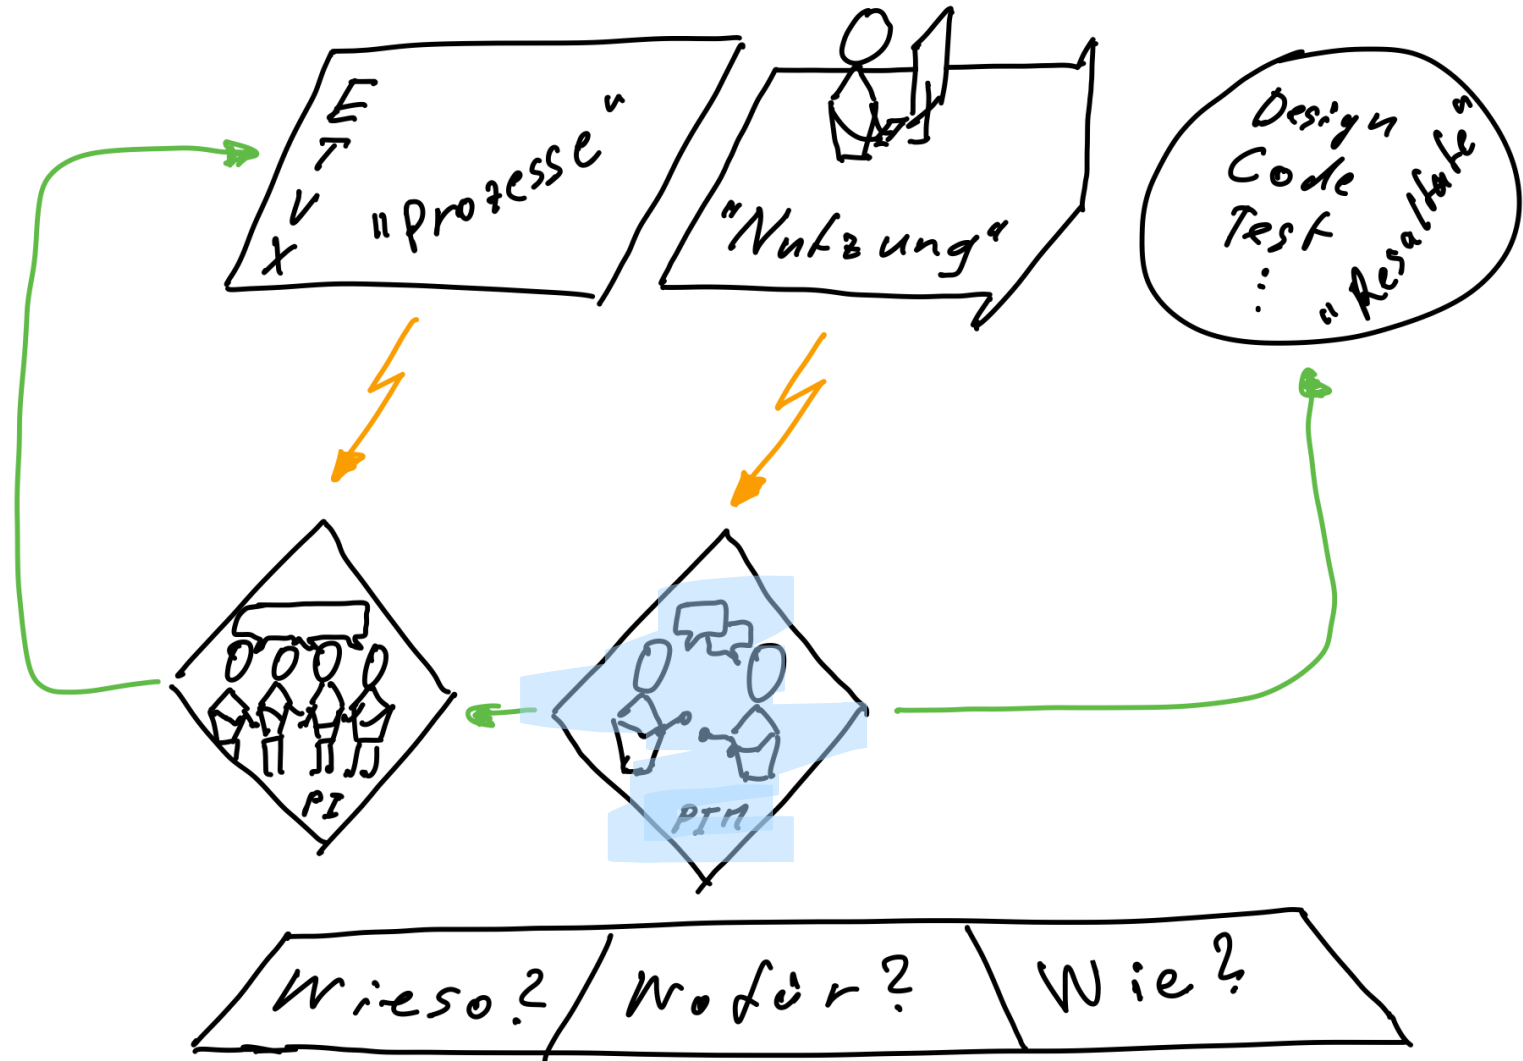 E
T
V
X
"Prozesse"
"Nutzung"
Design
Code
Test
⋮
"Resultate"
PI
PIM
Wieso?
Wofür?
Wie?